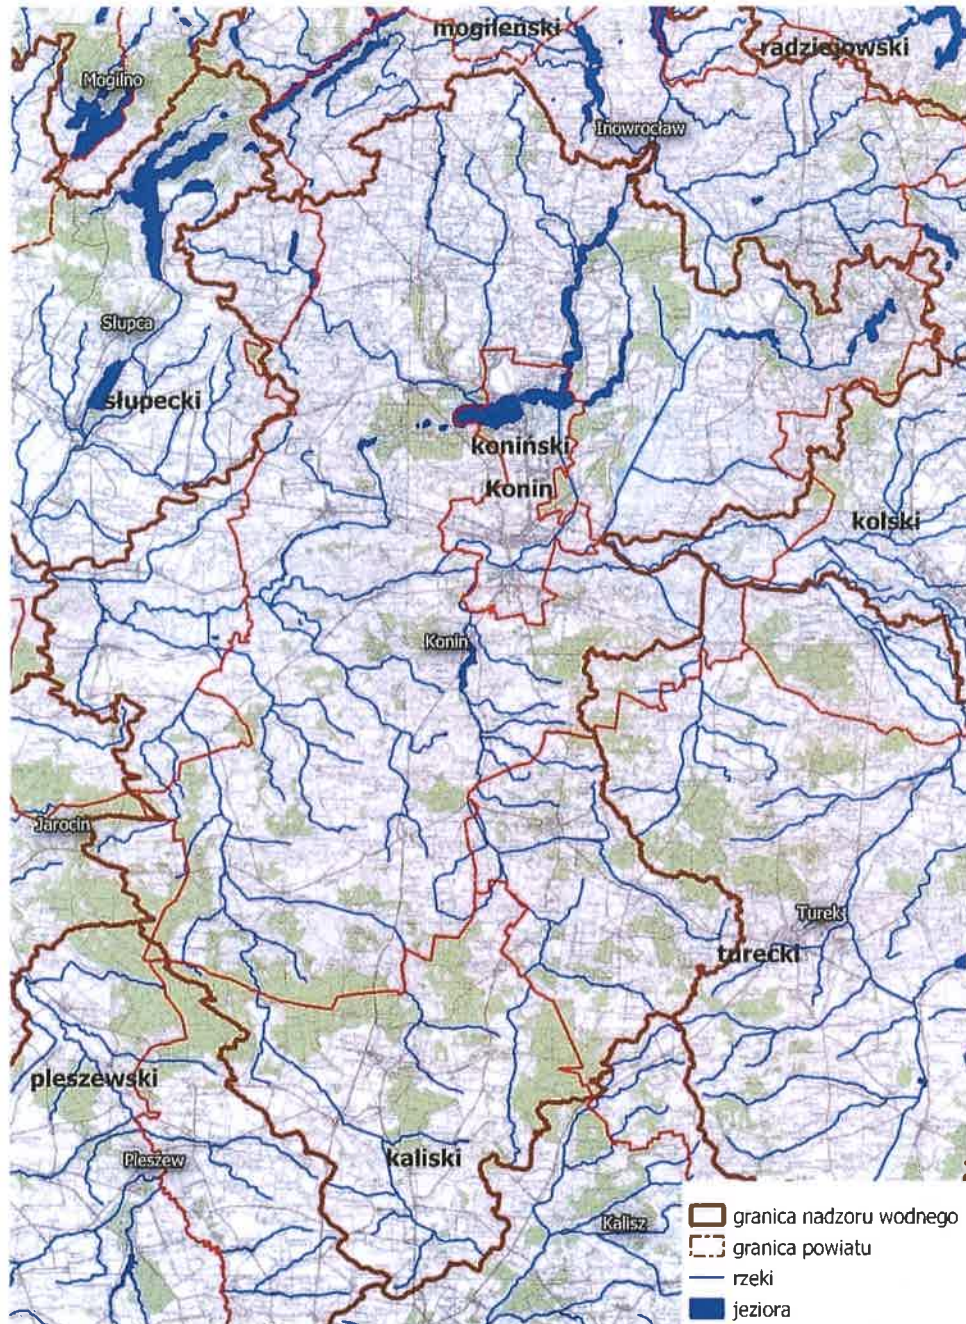 mogileński
radziejowski
Mogilno
Inowrocław
Słupca
słupecki
koniński
Konin
kolski
Konin
Jarocin
Turek
turecki
pleszewski
kaliski
Pleszew
Kalisz
granica nadzoru wodnego
granica powiatu
rzeki
jeziora